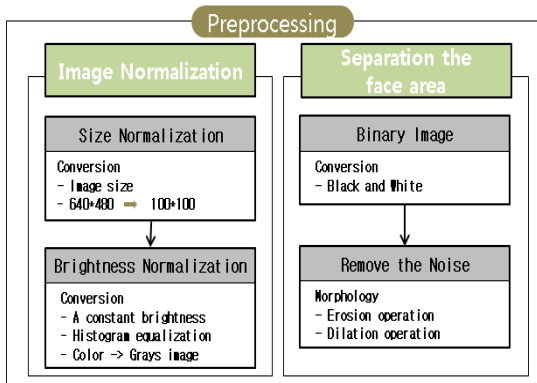 Preprocessing
Image Normalization
Size Normalization
Conversion
- Image size
- 640*480 ➡ 100*100
Brightness Normalization
Conversion
- A constant brightness
- Histogram equalization
- Color -> Grays image
Separation the
face area
Binary Image
Conversion
- Black and White
Remove the Noise
Morphology
- Erosion operation
- Dilation operation